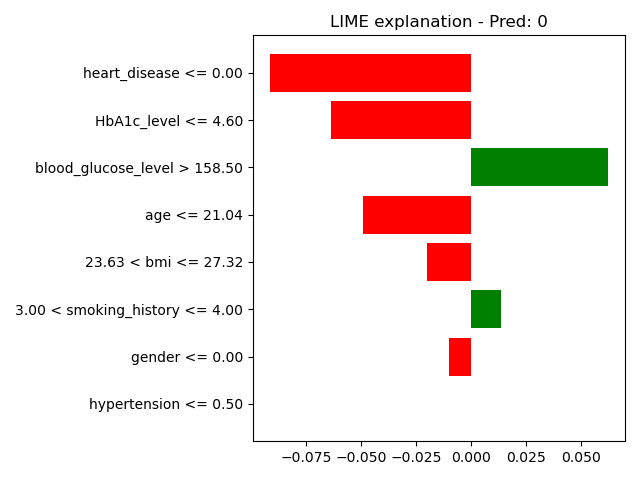 LIME explanation - Pred: 0
heart_disease <= 0.00
HbA1c_level <= 4.60
blood_glucose_level > 158.50
age <= 21.04
23.63 < bmi <= 27.32
3.00 < smoking_history <= 4.00
gender <= 0.00
hypertension <= 0.50
−0.075 −0.050 −0.025 0.000 0.025 0.050